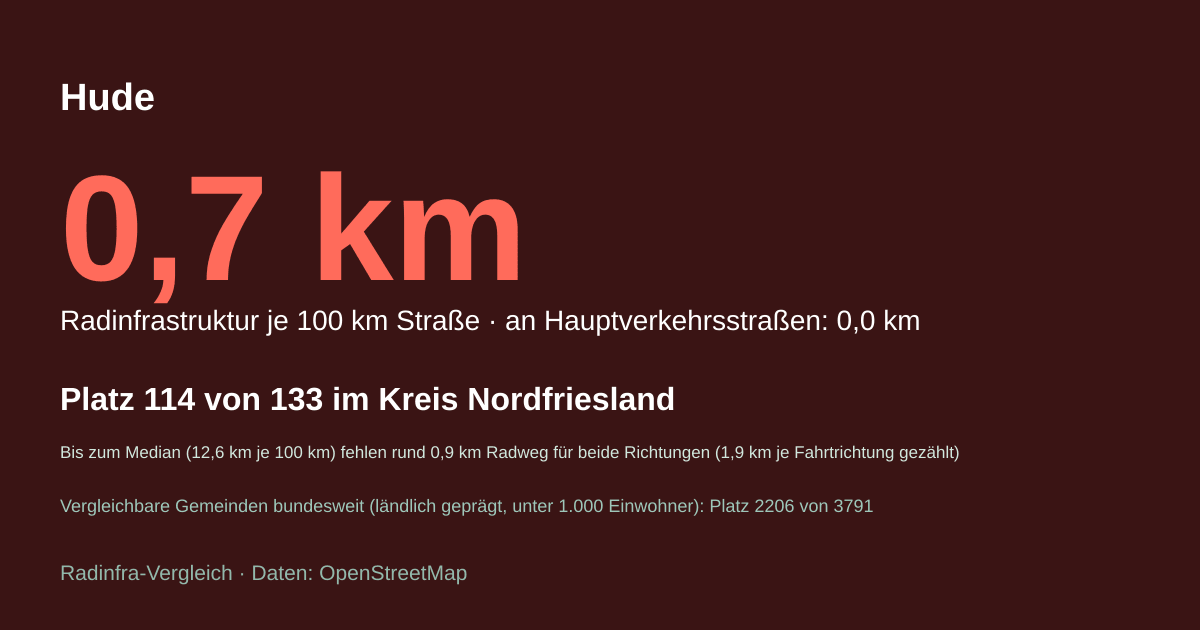 Hude
0,7 km
Radinfrastruktur je 100 km Straße · an Hauptverkehrsstraßen: 0,0 km
Platz 114 von 133 im Kreis Nordfriesland
Bis zum Median (12,6 km je 100 km) fehlen rund 0,9 km Radweg für beide Richtungen (1,9 km je Fahrtrichtung gezählt)
Vergleichbare Gemeinden bundesweit (ländlich geprägt, unter 1.000 Einwohner): Platz 2206 von 3791
Radinfra-Vergleich · Daten: OpenStreetMap